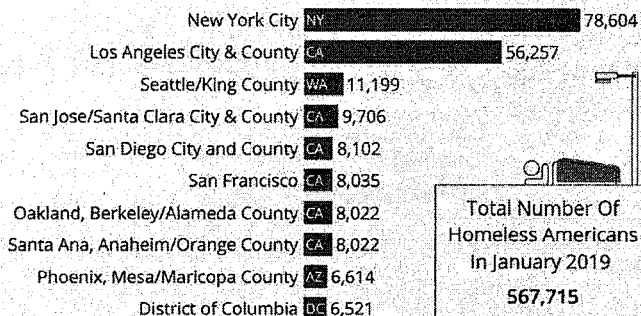 New York City NY 78,604
Los Angeles City & County CA 56,257
Seattle/King County WA 11,199
San Jose/Santa Clara City & County CA 9,706
San Diego City and County CA 8,102
San Francisco CA 8,035
Oakland, Berkeley/Alameda County CA 8,022
Santa Ana, Anaheim/Orange County CA 8,022
Phoenix, Mesa/Maricopa County AZ 6,614
District of Columbia DC 6,521
Total Number Of
Homeless Americans
in January 2019
567,715